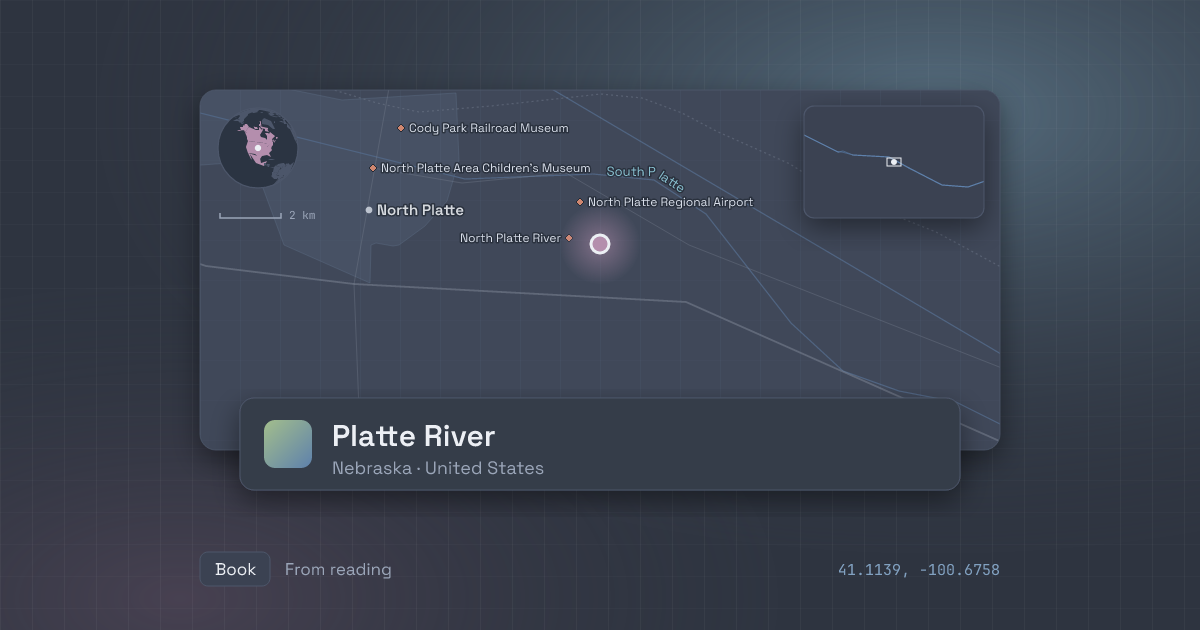 Cody Park Railroad Museum
North Platte Area Children's Museum
South Platte
North Platte Regional Airport
2 km
North Platte
North Platte River
Platte River
Nebraska · United States
Book
From reading
41.1139, -100.6758